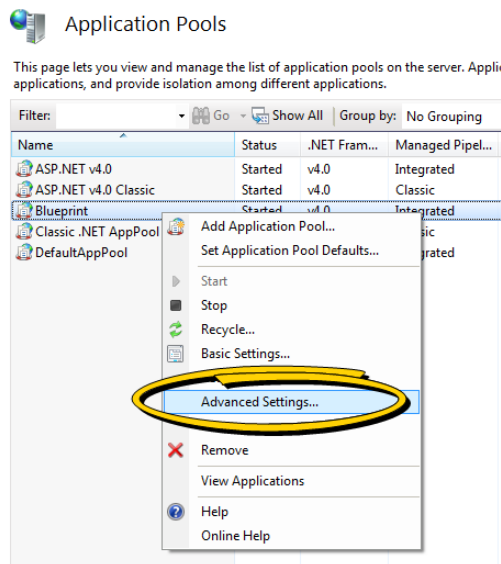 Application Pools
This page lets you view and manage the list of application pools on the server.
applications, and provide isolation among different applications.
Filter: Go Show All Group by: No Grouping
Name Status .NET Fram... Managed Pipel...
ASP.NET v4.0 Started v4.0 Integrated
ASP.NET v4.0 Classic Started v4.0 Classic
Blueprint Started v4.0 Integrated
Classic .NET AppPool
DefaultAppPool
Add Application Pool...
Set Application Pool Defaults...
Start
Stop
Recycle...
Basic Settings...
Advanced Settings...
Remove
View Applications
Help
Online Help